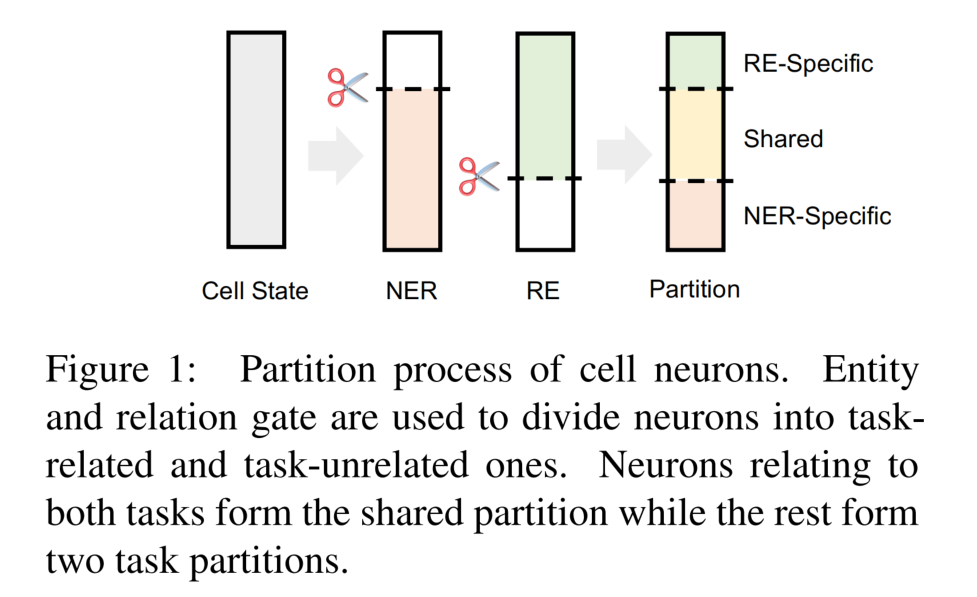 RE-Specific
Shared
NER-Specific
Cell State NER RE Partition
Figure 1: Partition process of cell neurons. Entity
and relation gate are used to divide neurons into task-
related and task-unrelated ones. Neurons relating to
both tasks form the shared partition while the rest form
two task partitions.